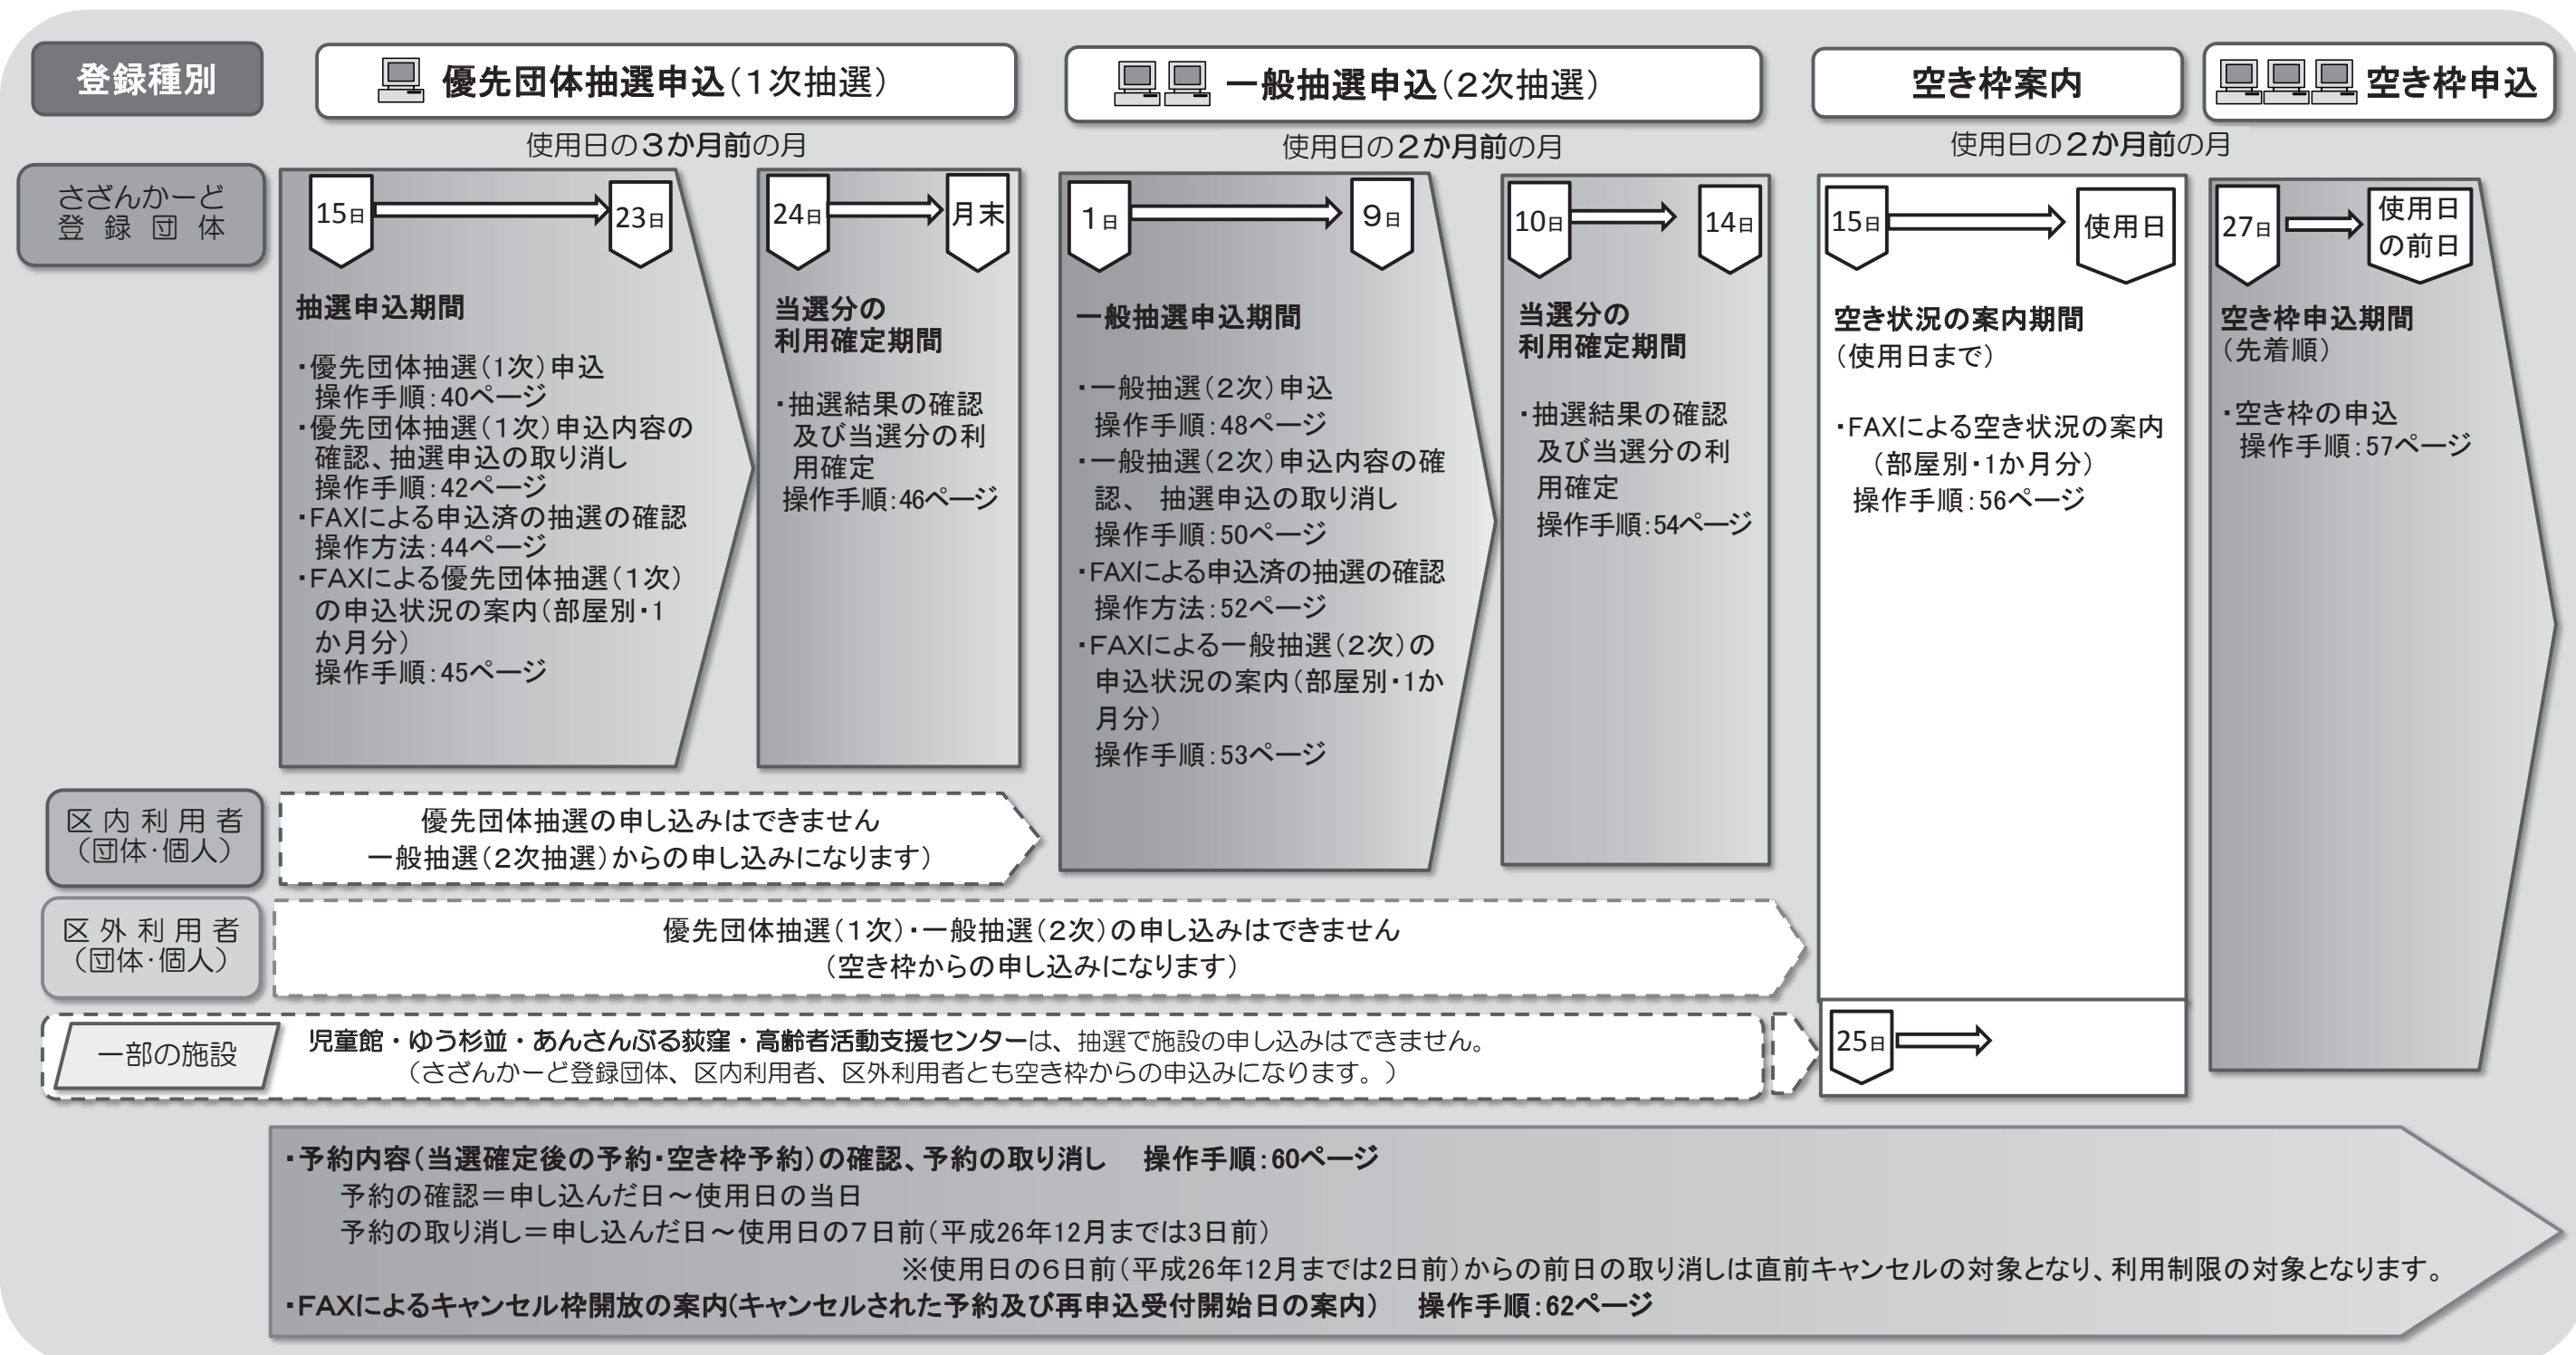 登録種別
優先団体抽選申込（１次抽選）
一般抽選申込（２次抽選）
空き枠案内
空き枠申込
使用日の３か月前の月
使用日の２か月前の月
使用日の２か月前の月
さざんかーど
登録団体
15日
23日
抽選申込期間
・優先団体抽選（１次）申込
操作手順：40ページ
・優先団体抽選（１次）申込内容の
確認、抽選申込の取り消し
操作手順：42ページ
・FAXによる申込済の抽選の確認
操作方法：44ページ
・ＦＡＸによる優先団体抽選（１次）
の申込状況の案内（部屋別・1
か月分）
操作手順：45ページ
24日
月末
当選分の
利用確定期間
・抽選結果の確認
及び当選分の利
用確定
操作手順：46ページ
１日
９日
一般抽選申込期間
・一般抽選（２次）申込
操作手順：48ページ
・一般抽選（２次）申込内容の確
認、 抽選申込の取り消し
操作手順：50ページ
・FAXによる申込済の抽選の確認
操作方法：52ページ
・ＦＡＸによる一般抽選（２次）の
申込状況の案内（部屋別・1か
月分）
操作手順：53ページ
10日
14日
当選分の
利用確定期間
・抽選結果の確認
及び当選分の利
用確定
操作手順：54ページ
15日
使用日
空き状況の案内期間
（使用日まで）
・FAXによる空き状況の案内
（部屋別・1か月分）
操作手順：56ページ
27日
使用日
の前日
空き枠申込期間
（先着順）
・空き枠の申込
操作手順：57ページ
区内利用者
（団体・個人）
優先団体抽選の申し込みはできません
一般抽選（２次抽選）からの申し込みになります）
区外利用者
（団体・個人）
優先団体抽選（１次）・一般抽選（２次）の申し込みはできません
（空き枠からの申し込みになります）
一部の施設
児童館・ゆう杉並・あんさんぶる荻窪・高齢者活動支援センターは、抽選で施設の申し込みはできません。
（さざんかーど登録団体、区内利用者、区外利用者とも空き枠からの申込みになります。）
25日
・予約内容（当選確定後の予約・空き枠予約）の確認、予約の取り消し　操作手順：60ページ
予約の確認＝申し込んだ日～使用日の当日
予約の取り消し＝申し込んだ日～使用日の７日前（平成26年12月までは3日前）
※使用日の６日前（平成26年12月までは2日前）からの前日の取り消しは直前キャンセルの対象となり、利用制限の対象となります。
・FAXによるキャンセル枠開放の案内(キャンセルされた予約及び再申込受付開始日の案内）　操作手順：62ページ